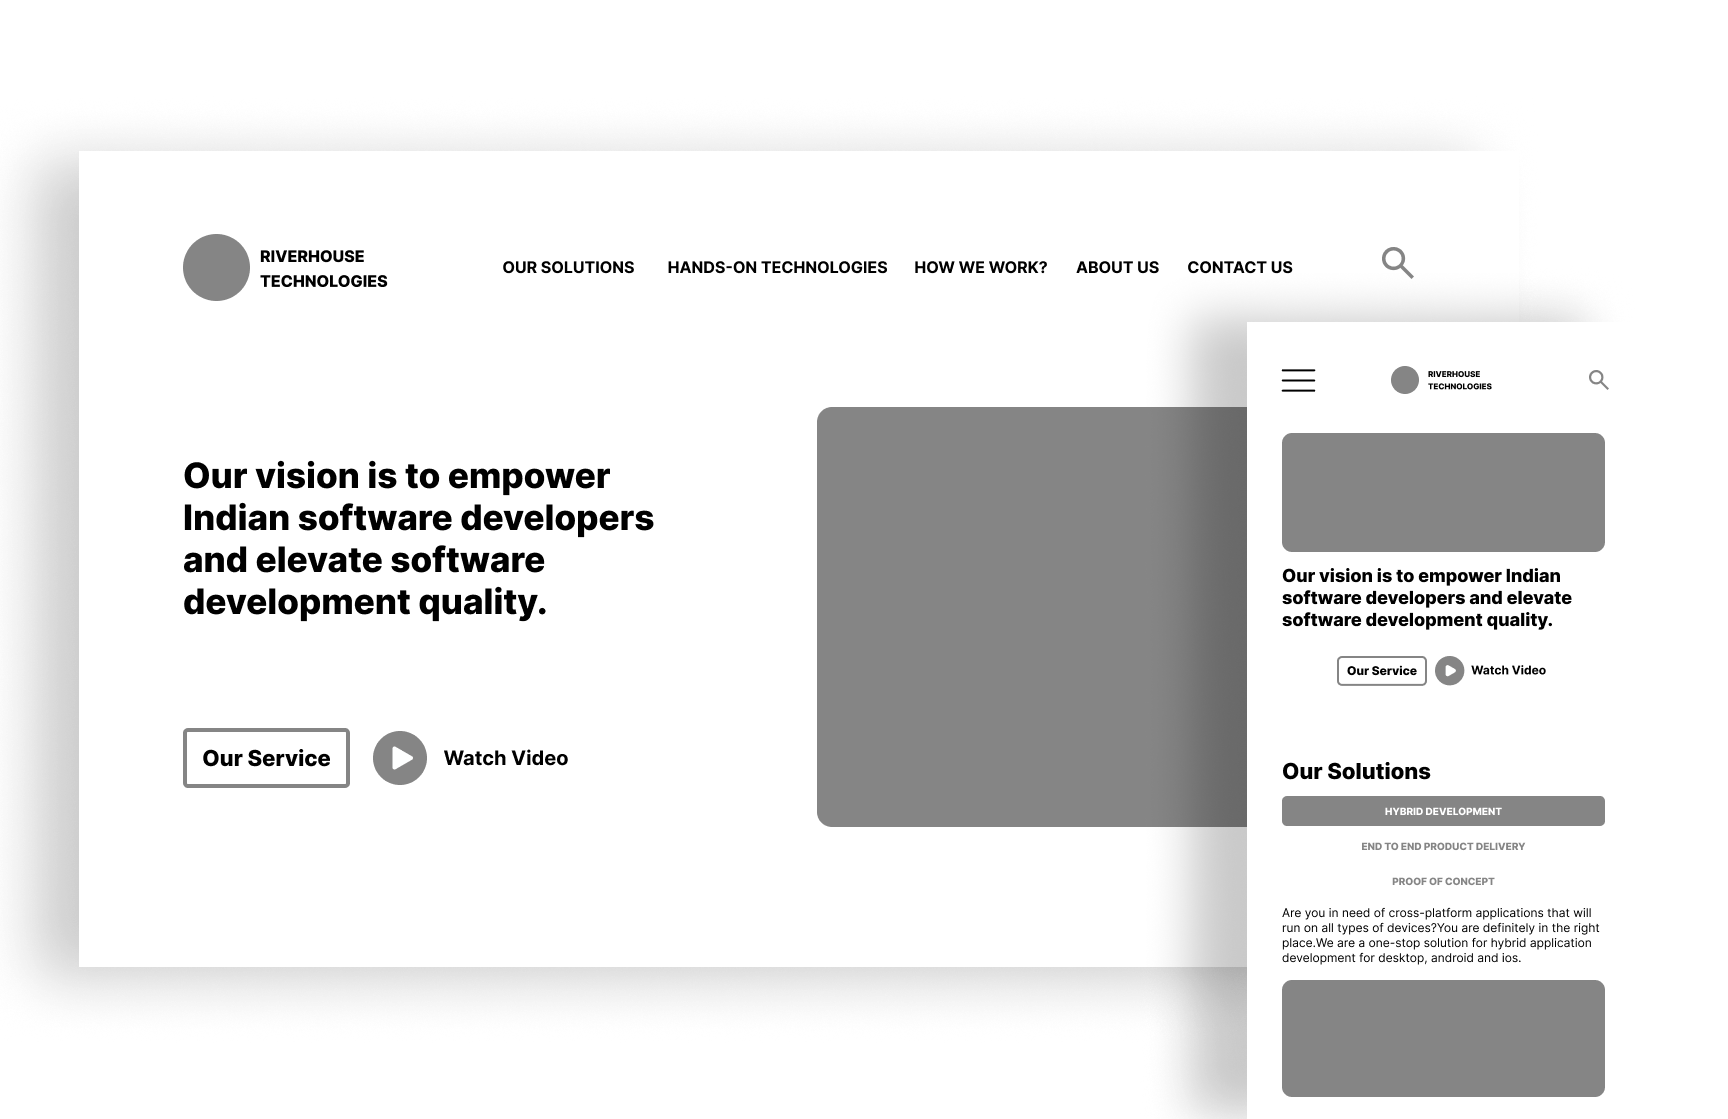 RIVERHOUSE
TECHNOLOGIES
OUR SOLUTIONS HANDS-ON TECHNOLOGIES HOW WE WORK? ABOUT US CONTACT US
Our vision is to empower
Indian software developers
and elevate software
development quality.
Our Service Watch Video
RIVERHOUSE
TECHNOLOGIES
Our vision is to empower Indian
software developers and elevate
software development quality.
Our Service Watch Video
Our Solutions
HYBRID DEVELOPMENT
END TO END PRODUCT DELIVERY
PROOF OF CONCEPT
Are you in need of cross-platform applications that will
run on all types of devices?You are definitely in the right
place.We are a one-stop solution for hybrid application
development for desktop, android and ios.